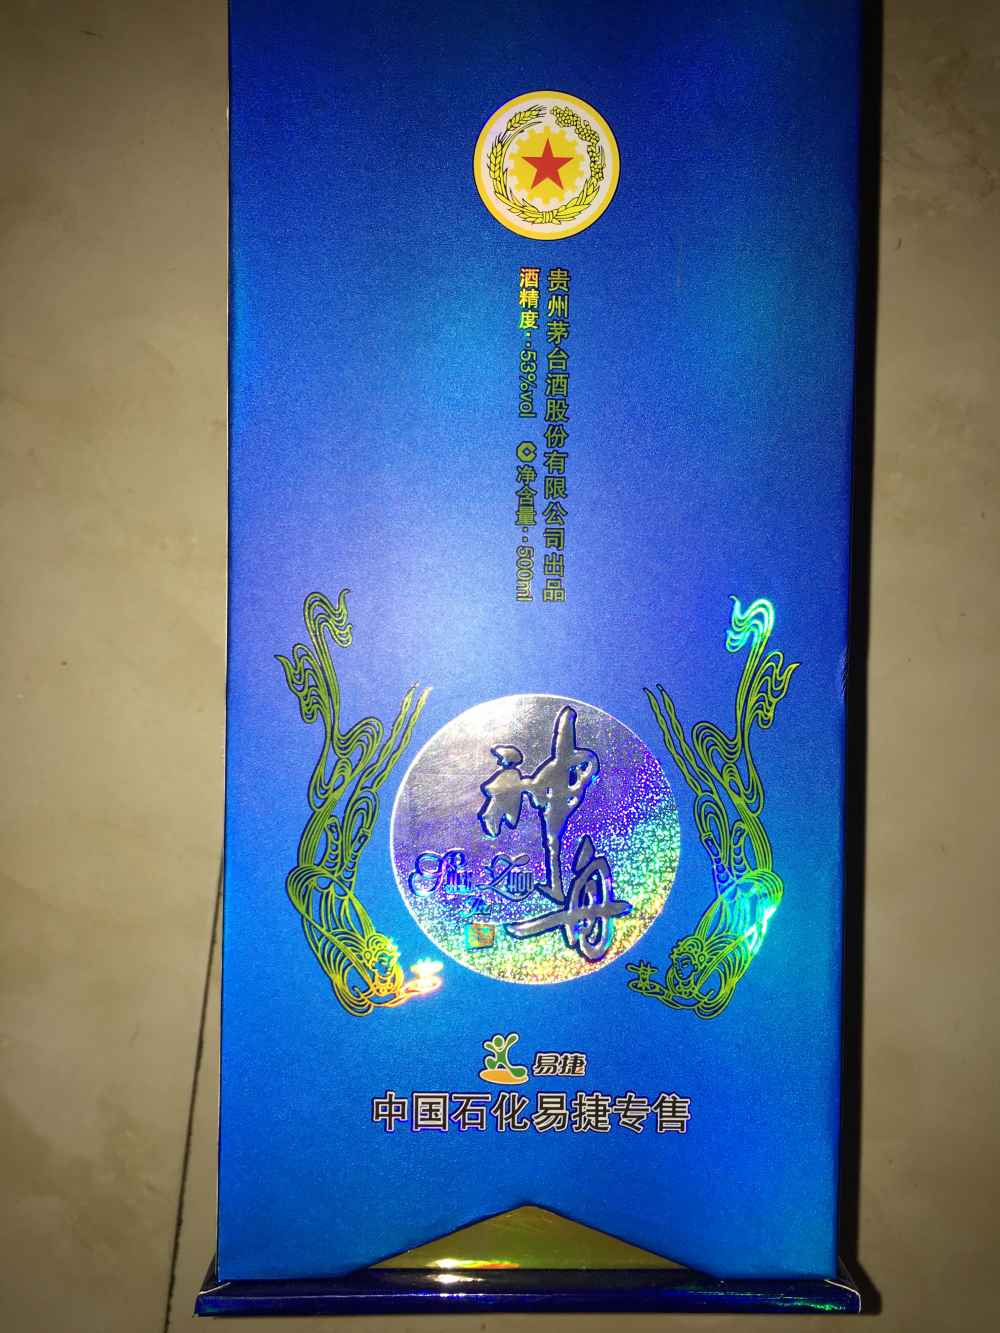 贵州茅台酒股份有限公司出品
酒精度：53%vol 净含量：500ml
神舟
易捷
中国石化易捷专售